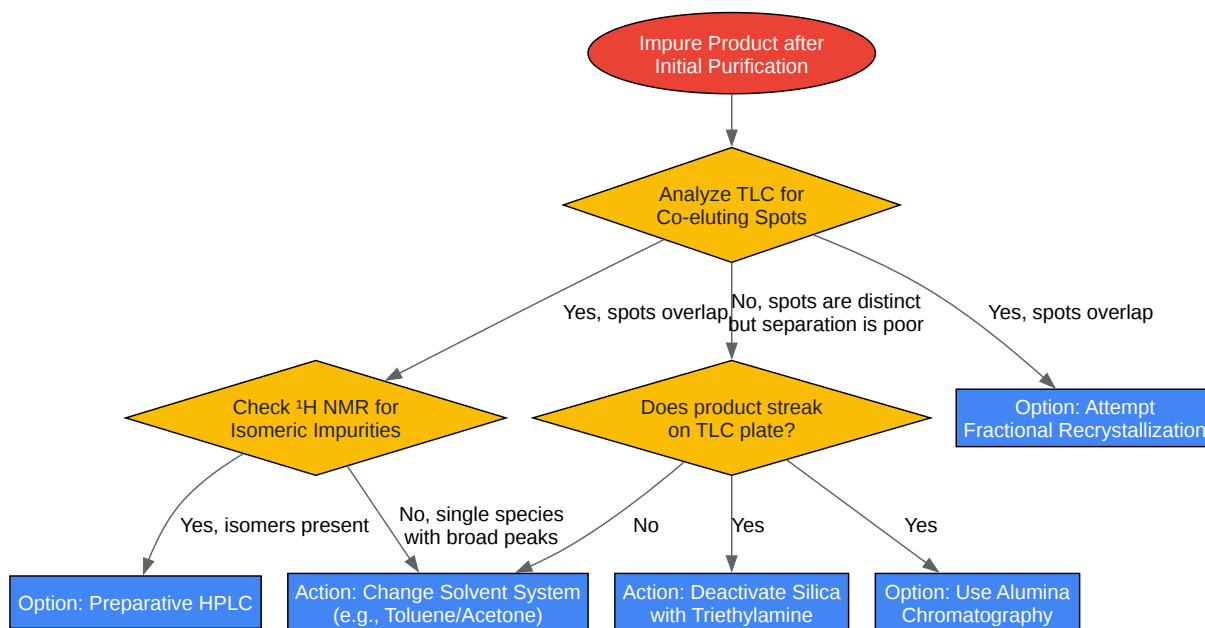 Impure Product after
Initial Purification
Analyze TLC for
Co-eluting Spots
Yes, spots overlap
No, spots are distinct
but separation is poor
Yes, spots overlap
Check ¹H NMR for
Isomeric Impurities
Does product streak
on TLC plate?
Option: Attempt
Fractional Recrystallization
Yes, isomers present
No, single species
with broad peaks
No
Yes
Yes
Option: Preparative HPLC
Action: Change Solvent System
(e.g., Toluene/Acetone)
Action: Deactivate Silica
with Triethylamine
Option: Use Alumina
Chromatography